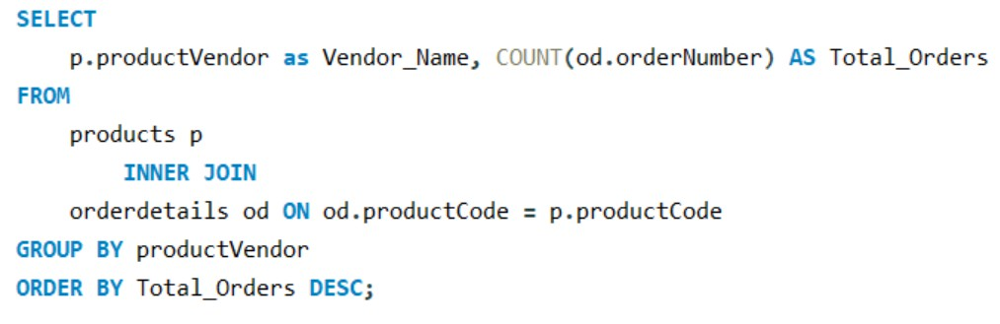 SELECT
p.productVendor as Vendor_Name, COUNT(od.orderNumber) AS Total_Orders
FROM
products p
INNER JOIN
orderdetails od ON od.productCode = p.productCode
GROUP BY productVendor
ORDER BY Total_Orders DESC;